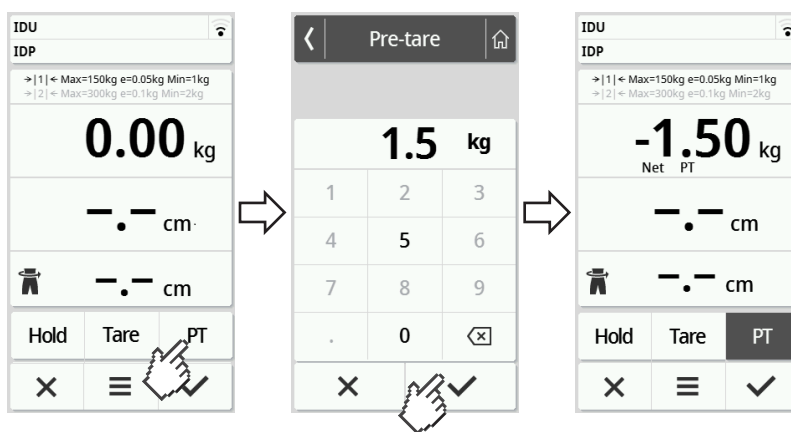 IDU
IDP
→|1|← Max=150kg e=0.05kg Min=1kg
→|2|← Max=300kg e=0.1kg Min=2kg
0.00 kg
-.- cm
-.- cm
Hold Tare PT
Pre-tare
1.5 kg
1 2 3
4 5 6
7 8 9
. 0
IDU
IDP
→|1|← Max=150kg e=0.05kg Min=1kg
→|2|← Max=300kg e=0.1kg Min=2kg
-1.50 kg
Net PT
-.- cm
-.- cm
Hold Tare PT